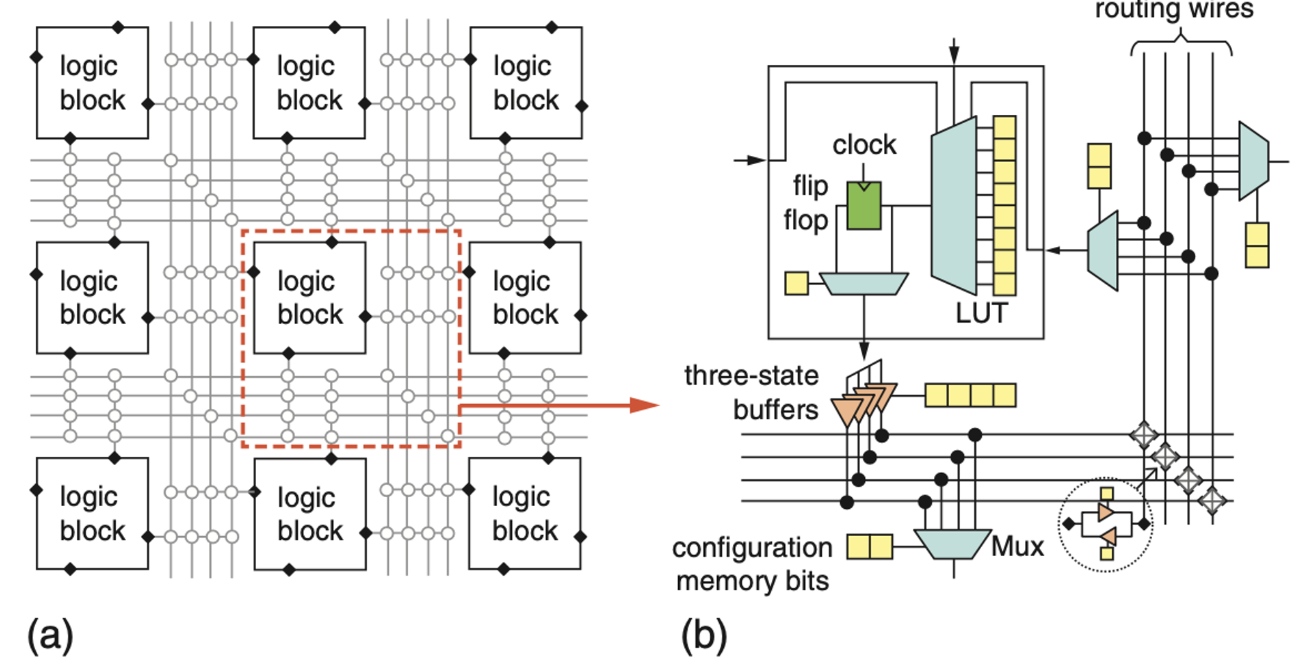 logic
block
logic
block
logic
block
logic
block
logic
block
logic
block
logic
block
logic
block
logic
block
(a)
routing wires
clock
flip
flop
LUT
three-state
buffers
configuration
memory bits
Mux
(b)